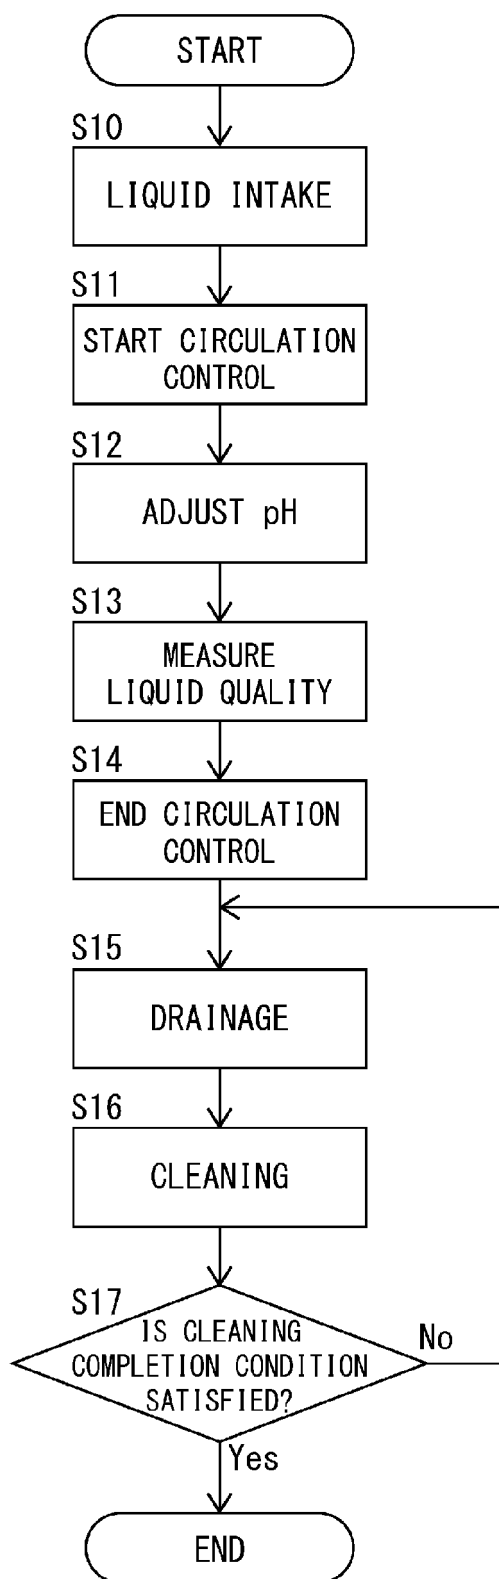 START
S10
LIQUID INTAKE
S11
START CIRCULATION
CONTROL
S12
ADJUST pH
S13
MEASURE
LIQUID QUALITY
S14
END CIRCULATION
CONTROL
S15
DRAINAGE
S16
CLEANING
S17
IS CLEANING
COMPLETION CONDITION
SATISFIED?
No
Yes
END